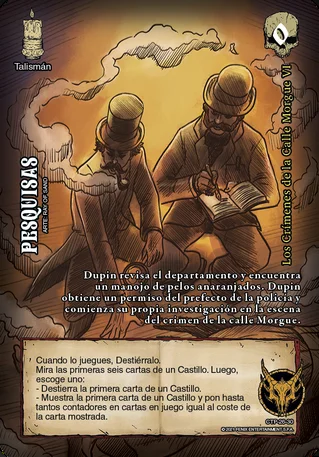 Talismán
0
PESQUISAS
ARTE: RAY OF SAND
Los Crímenes de la Calle Morgue VI
Dupin revisa el departamento y encuentra
un manojo de pelos anaranjados. Dupin
obtiene un permiso del prefecto de la policía y
comienza su propia investigación en la escena
del crimen de la calle Morgue.
Cuando lo juegues, Destiérralo.
Mira las primeras seis cartas de un Castillo. Luego,
escoge uno:
- Destierra la primera carta de un Castillo.
- Muestra la primera carta de un Castillo y pon hasta
tantos contadores en cartas en juego igual al coste de
la carta mostrada.
© 2021 FENIX ENTERTAINMENT S.P.A.